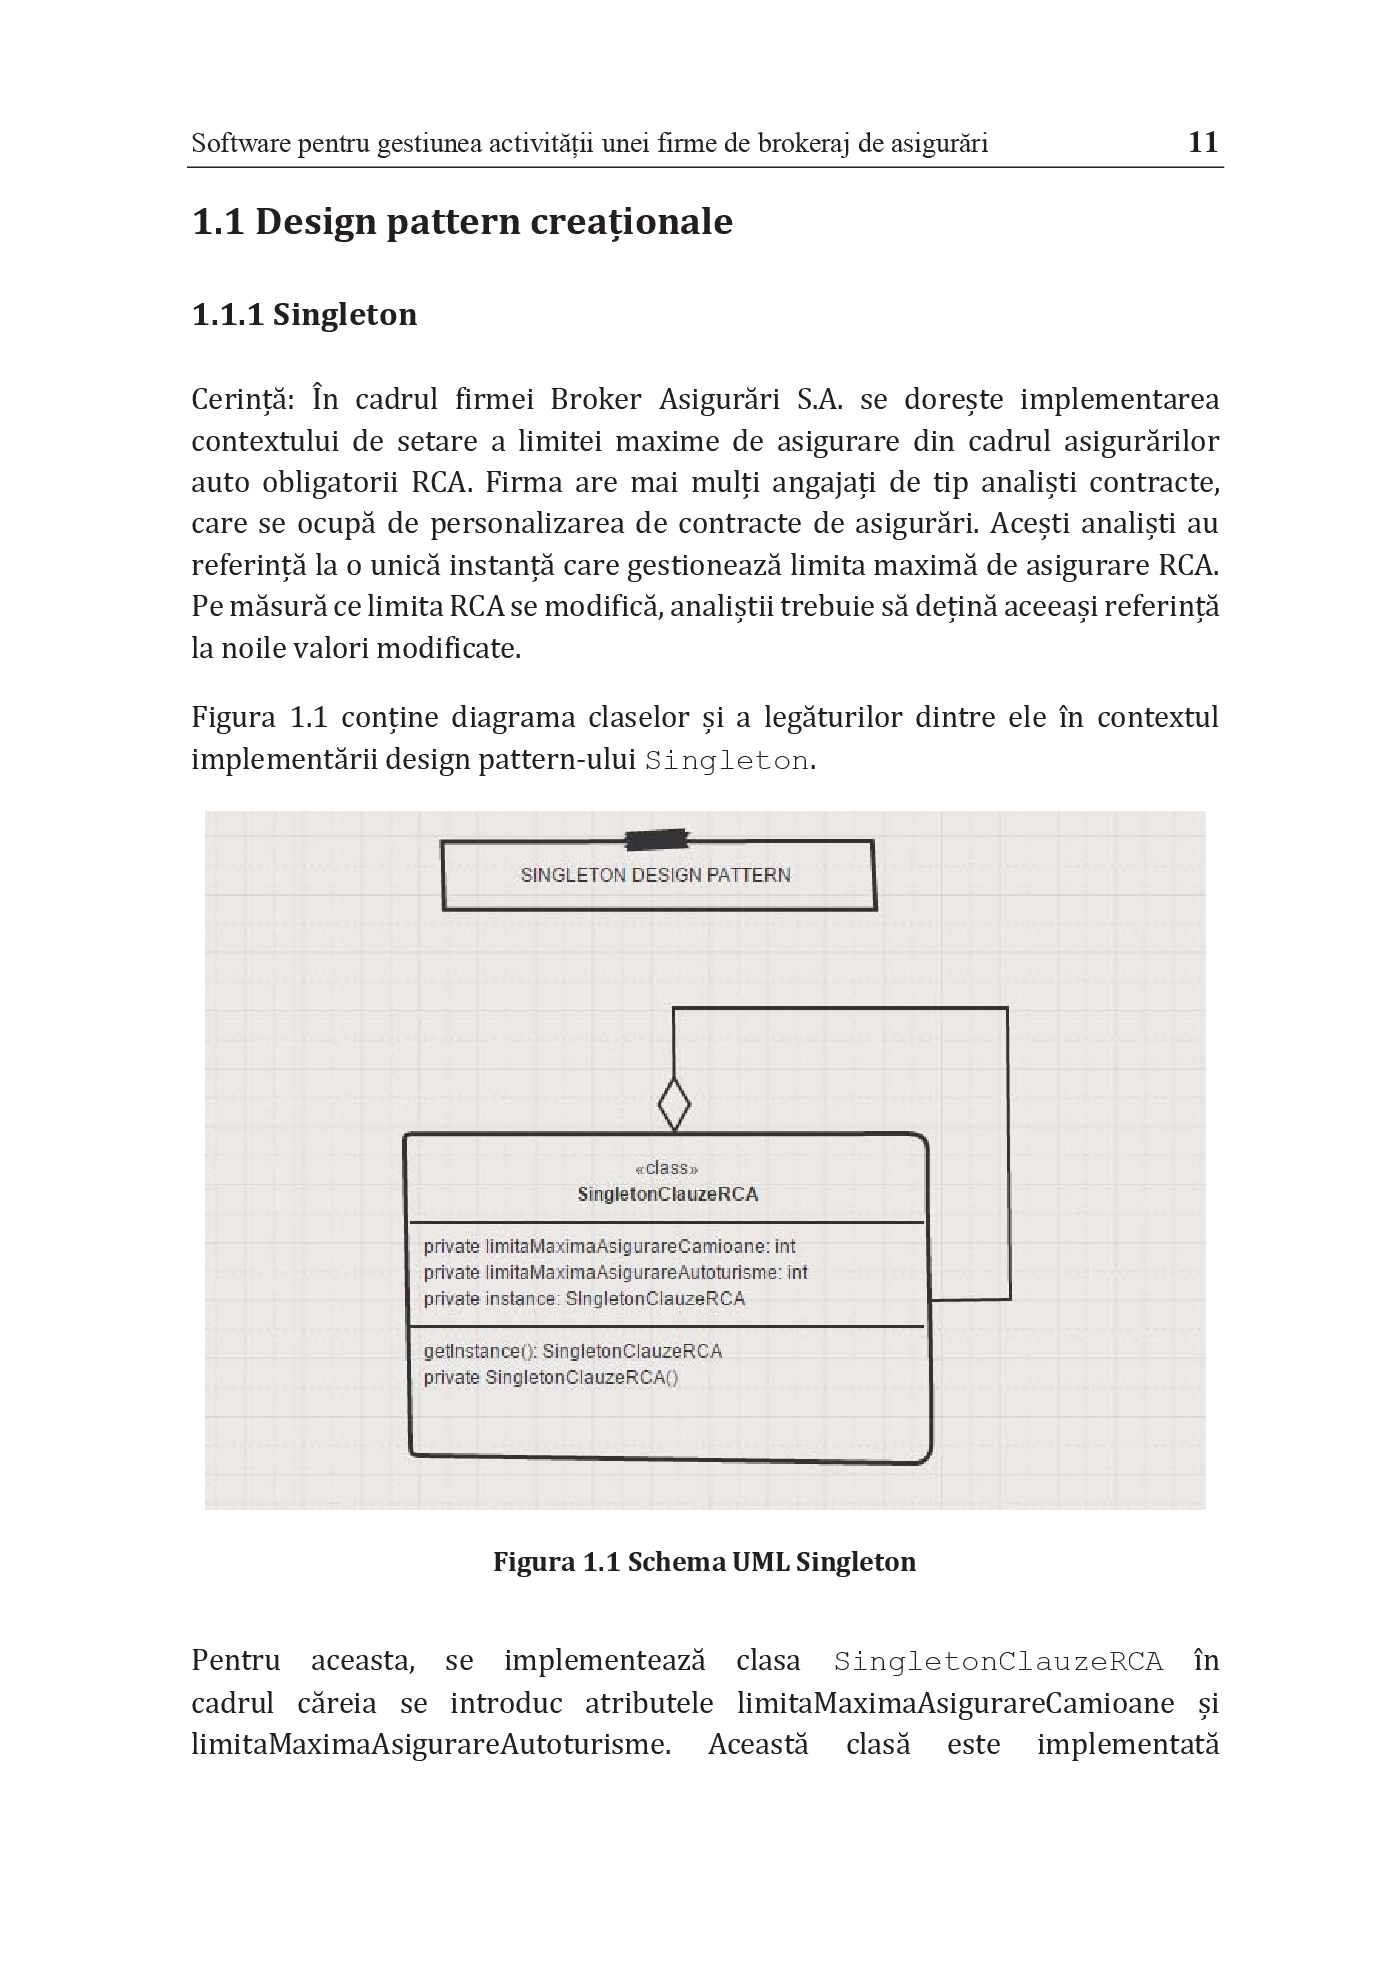 Software pentru gestiunea activității unei firme de brokeraj de asigurări 11
1.1 Design pattern creaționale
1.1.1 Singleton
Cerință: În cadrul firmei Broker Asigurări S.A. se dorește implementarea
contextului de setare a limitei maxime de asigurare din cadrul asigurărilor
auto obligatorii RCA. Firma are mai mulți angajați de tip analiști contracte,
care se ocupă de personalizarea de contracte de asigurări. Acești analiști au
referință la o unică instanță care gestionează limita maximă de asigurare RCA.
Pe măsură ce limita RCA se modifică, analiștii trebuie să dețină aceeași referință
la noile valori modificate.
Figura 1.1 conține diagrama claselor și a legăturilor dintre ele în contextul
implementării design pattern-ului Singleton.
SINGLETON DESIGN PATTERN
«class»
SingletonClauzeRCA
private limitaMaximaAsigurareCamioane: int
private limitaMaximaAsigurareAutoturisme: int
private instance: SIngletonClauzeRCA
getInstance(): SingletonClauzeRCA
private SingletonClauzeRCA()
Figura 1.1 Schema UML Singleton
Pentru aceasta, se implementează clasa SingletonClauzeRCA în
cadrul căreia se introduc atributele limitaMaximaAsigurareCamioane și
limitaMaximaAsigurareAutoturisme. Această clasă este implementată